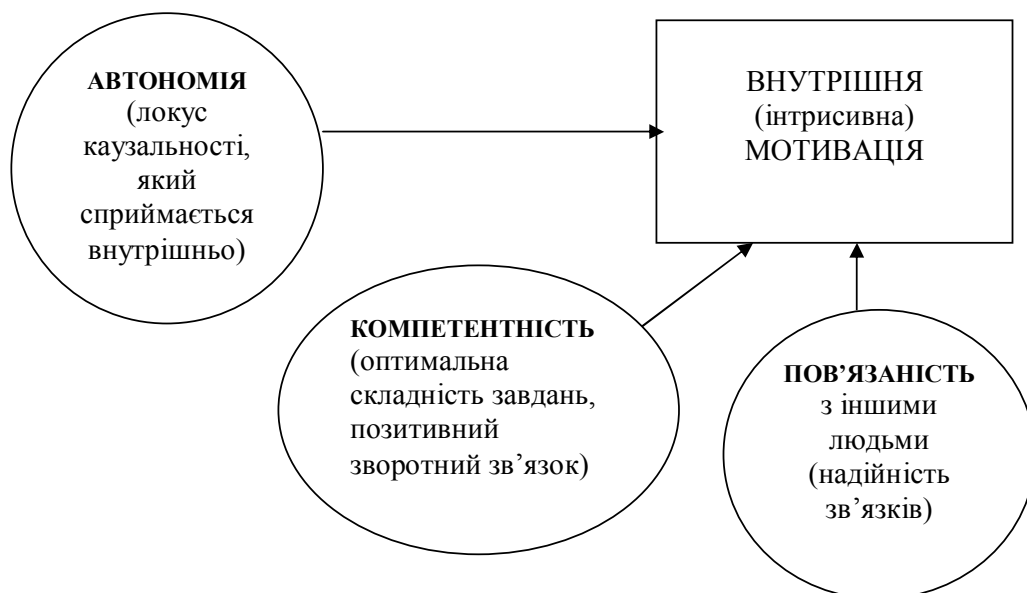 АВТОНОМІЯ
(локус
каузальності,
який
сприймається
внутрішньо)
ВНУТРІШНЯ
(інтрисивна)
МОТИВАЦІЯ
КОМПЕТЕНТНІСТЬ
(оптимальна
складність завдань,
позитивний
зворотний зв’язок)
ПОВ’ЯЗАНІСТЬ
з іншими
людьми
(надійність
зв’язків)